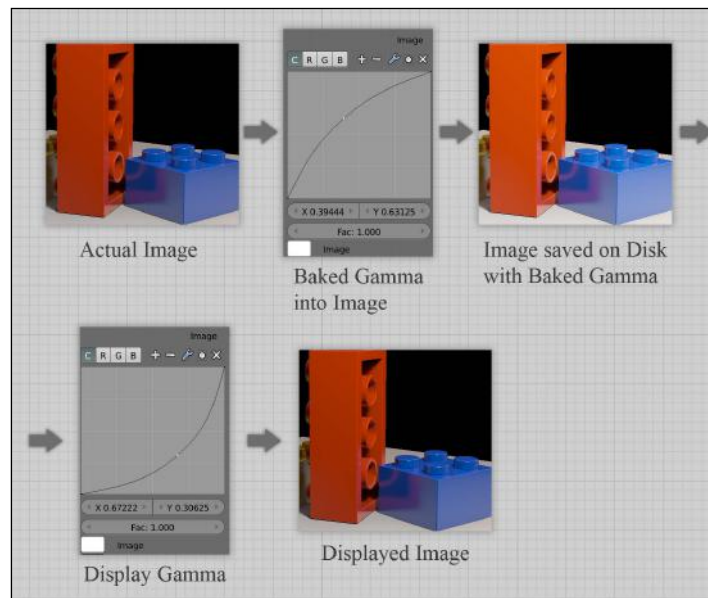 Image
C R G B
X 0.39444 Y 0.63125
Fac: 1.000
Image
Actual Image
Baked Gamma
into Image
Image saved on Disk
with Baked Gamma
Image
C R G B
X 0.67222 Y 0.30625
Fac: 1.000
Image
Display Gamma
Displayed Image